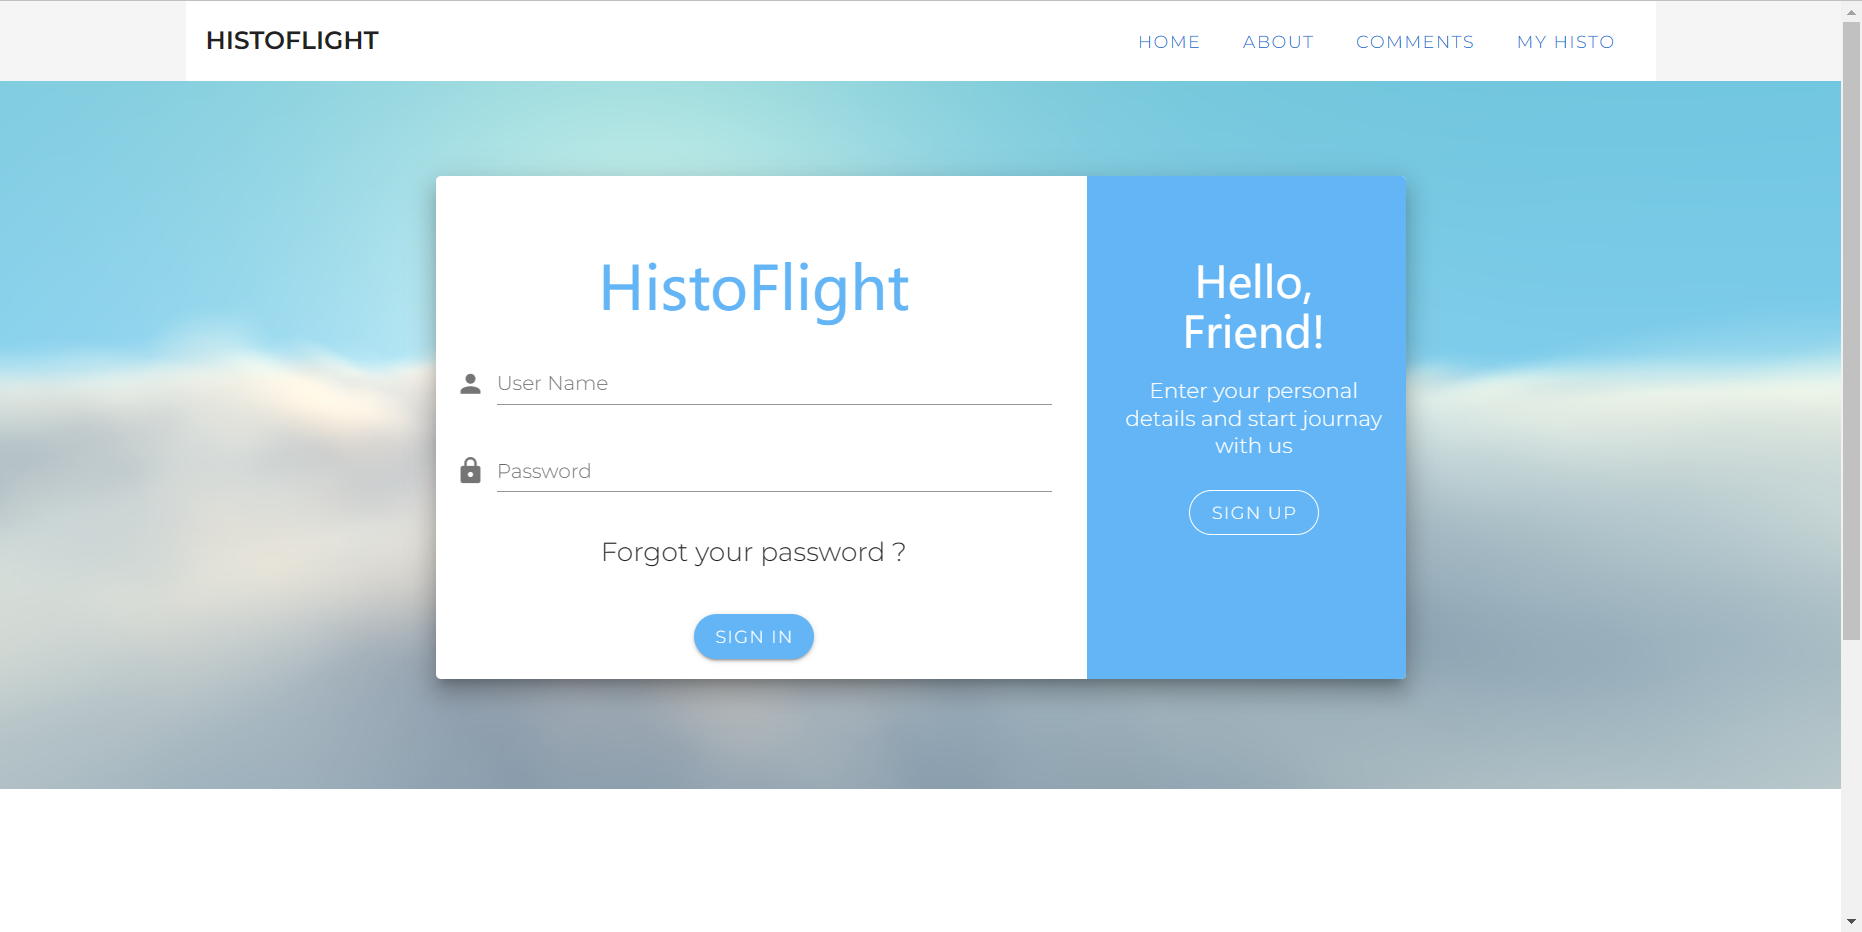 HISTOFLIGHT
HOME ABOUT COMMENTS MY HISTO
HistoFlight
User Name
Password
Forgot your password ?
SIGN IN
Hello,
Friend!
Enter your personal
details and start journay
with us
SIGN UP